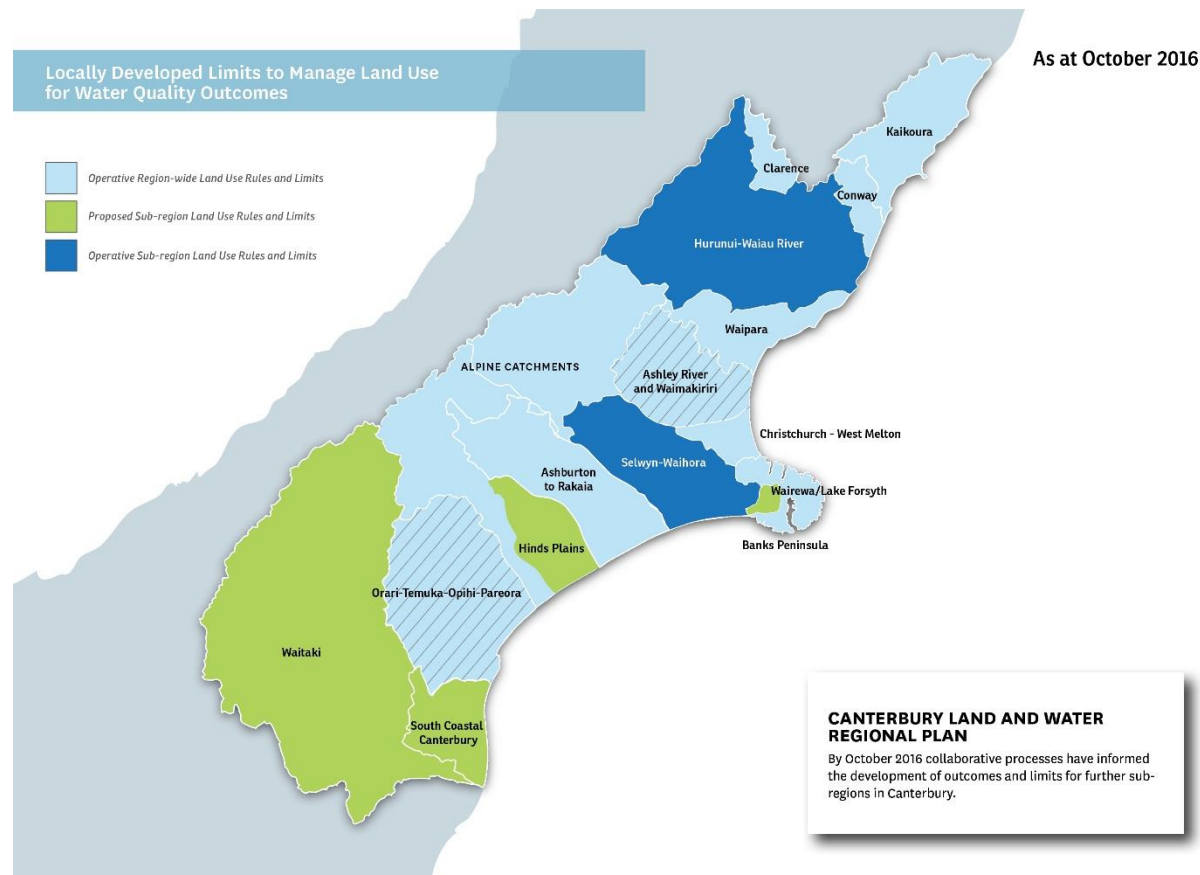 Locally Developed Limits to Manage Land Use
for Water Quality Outcomes
As at October 2016
Operative Region-wide Land Use Rules and Limits
Proposed Sub-region Land Use Rules and Limits
Operative Sub-region Land Use Rules and Limits
Kaikoura
Clarence
Conway
Hurunui-Waiau River
Waipara
ALPINE CATCHMENTS
Ashley River
and Waimakiriri
Christchurch - West Melton
Selwyn-Waihora
Ashburton
to Rakaia
Wairewa/Lake Forsyth
Banks Peninsula
Hinds Plains
Orari-Temuka-Opihi-Pareora
Waitaki
South Coastal
Canterbury
CANTERBURY LAND AND WATER
REGIONAL PLAN
By October 2016 collaborative processes have informed
the development of outcomes and limits for further sub-
regions in Canterbury.